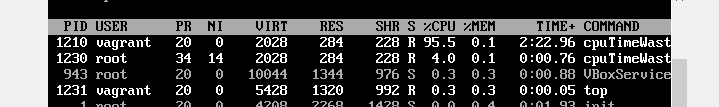 PID USER PR NI VIRT RES SHR S %CPU %MEM TIME+ COMMAND
1210 vagrant 20 0 2028 284 228 R 95.5 0.1 2:22.96 cpuTimeWast
1230 root 34 14 2028 284 228 R 4.0 0.1 0:00.76 cpuTimeWast
943 root 20 0 10044 1344 976 S 0.3 0.3 0:00.88 VBoxService
1231 vagrant 20 0 5428 1320 992 R 0.3 0.3 0:00.05 top
1 root 20 0 4208 2268 1428 S 0.0 0.4 0:01.93 init